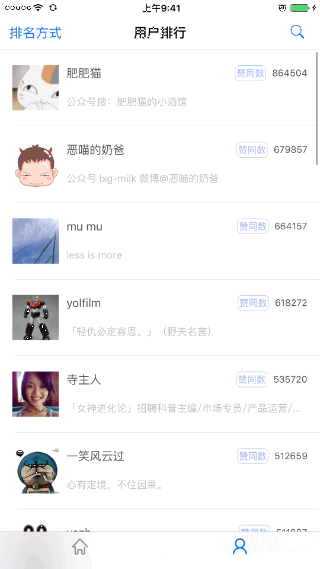 上午9:41
排名方式
用户排行
肥肥猫
赞同数 864504
公众号搜：肥肥猫的小酒馆
恶喵的奶爸
赞同数 679857
公众号 lxg-milk 微博@恶喵的奶爸
mu mu
赞同数 664157
less is more
yolfilm
赞同数 618272
「轻仇必定寡恩。」（野夫名言）
寺主人
赞同数 535720
「女神进化论」招聘科普主编/市场专员/产品运营/...
一笑风云过
赞同数 512659
心有定境，不住因果。